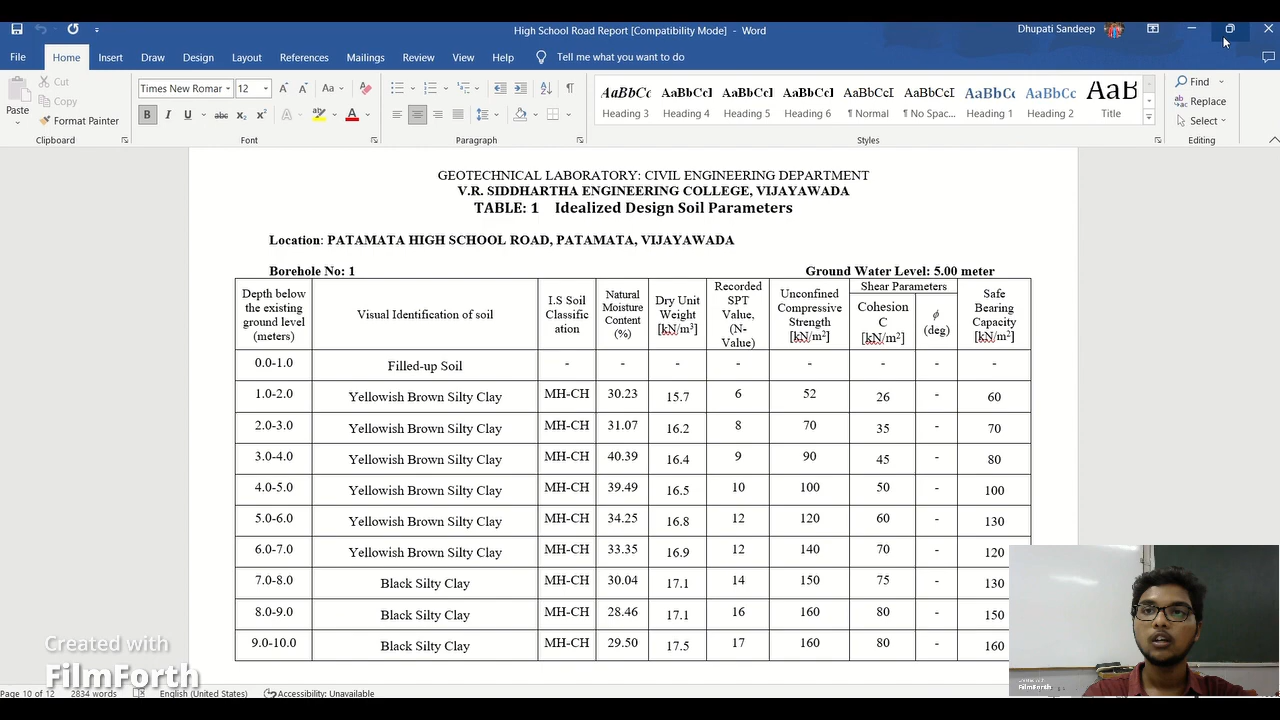 High School Road Report [Compatibility Mode] - Word
Dhupati Sandeep
File Home Insert Draw Design Layout References Mailings Review View Help Tell me what you want to do
Paste
Cut
Copy
Format Painter
Clipboard
Times New Roman 12
Font
Paragraph
AaBbCc AaBbCcI AaBbCcI AaBbCcI AaBbCcI AaBbCcI AaBbCc AaBbCc AaB
Heading 3 Heading 4 Heading 5 Heading 6 ¶ Normal ¶ No Spac... Heading 1 Heading 2 Title
Styles
Find
Replace
Select
Editing
GEOTECHNICAL LABORATORY: CIVIL ENGINEERING DEPARTMENT
V.R. SIDDHARTHA ENGINEERING COLLEGE, VIJAYAWADA
TABLE: 1 Idealized Design Soil Parameters
Location: PATAMATA HIGH SCHOOL ROAD, PATAMATA, VIJAYAWADA
Borehole No: 1 Ground Water Level: 5.00 meter
Depth below the existing ground level (meters) Visual Identification of soil I.S Soil Classific ation Natural Moisture Content (%) Dry Unit Weight [kN/m³] Recorded SPT Value, (N-Value) Unconfined Compressive Strength [kN/m²] Shear Parameters Cohesion C [kN/m²] ϕ (deg) Safe Bearing Capacity [kN/m²]
0.0-1.0 Filled-up Soil - - - - - - - -
1.0-2.0 Yellowish Brown Silty Clay MH-CH 30.23 15.7 6 52 26 - 60
2.0-3.0 Yellowish Brown Silty Clay MH-CH 31.07 16.2 8 70 35 - 70
3.0-4.0 Yellowish Brown Silty Clay MH-CH 40.39 16.4 9 90 45 - 80
4.0-5.0 Yellowish Brown Silty Clay MH-CH 39.49 16.5 10 100 50 - 100
5.0-6.0 Yellowish Brown Silty Clay MH-CH 34.25 16.8 12 120 60 - 130
6.0-7.0 Yellowish Brown Silty Clay MH-CH 33.35 16.9 12 140 70 - 120
7.0-8.0 Black Silty Clay MH-CH 30.04 17.1 14 150 75 - 130
8.0-9.0 Black Silty Clay MH-CH 28.46 17.1 16 160 80 - 150
9.0-10.0 Black Silty Clay MH-CH 29.50 17.5 17 160 80 - 160
Created with
FilmForth
FilmForth
Page 10 of 12 2834 words English (United States) Accessibility: Unavailable